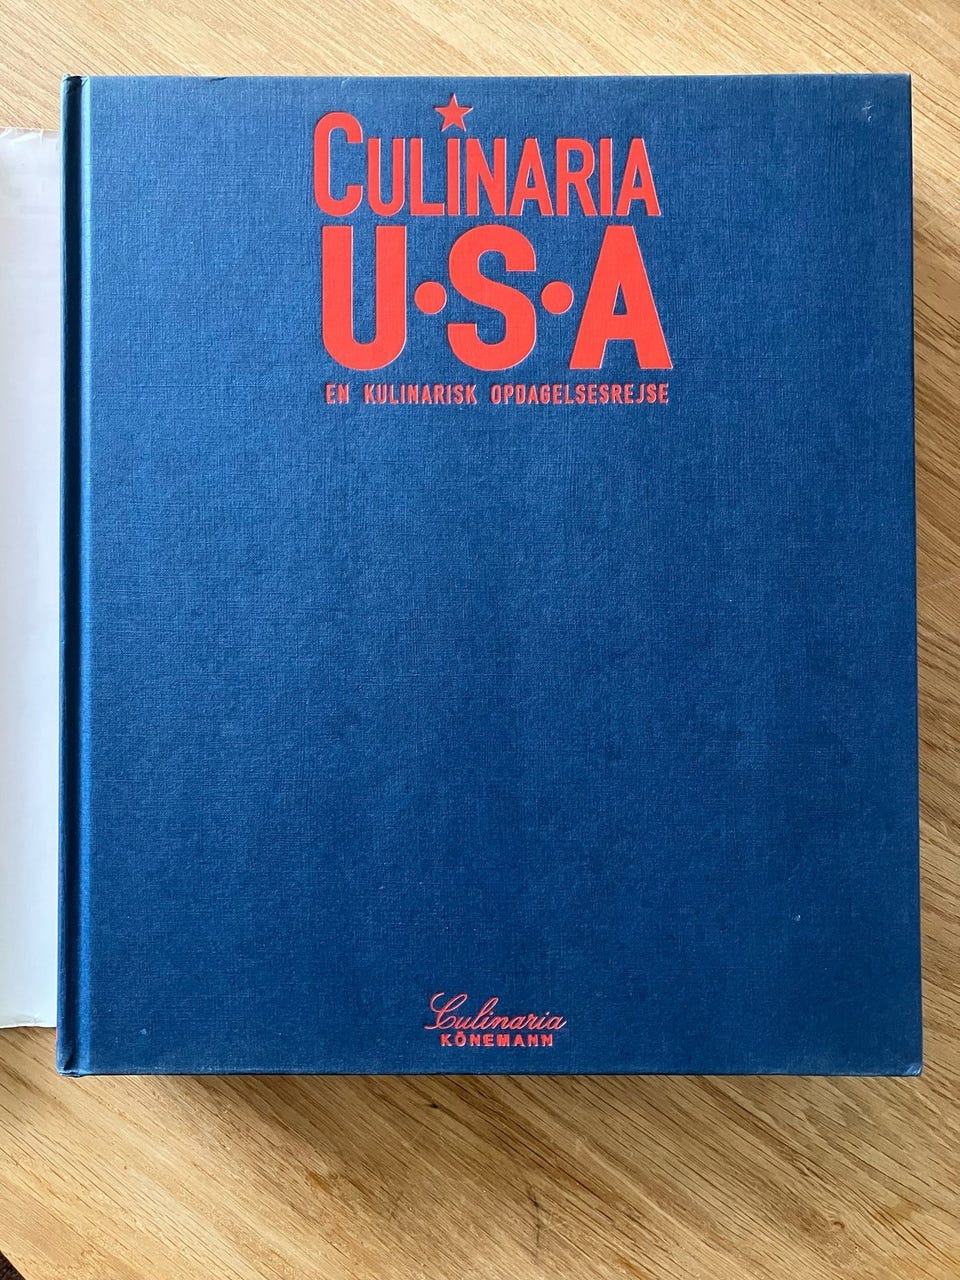 CULINARIA
U·S·A
EN KULINARISK OPDAGELSESREJSE
Culinaria
KÖNEMANN